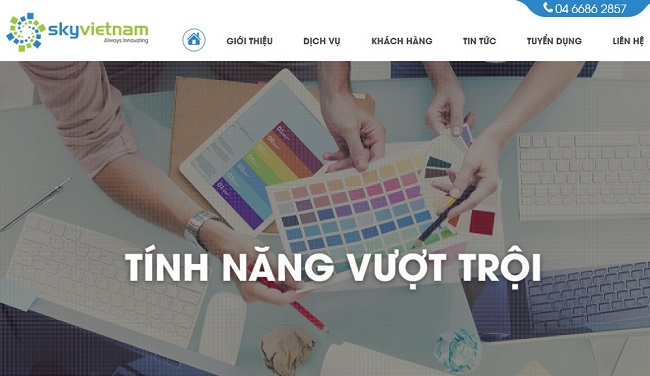 04 6686 2857
skyvietnam
Always Innovating
GIỚI THIỆU DỊCH VỤ KHÁCH HÀNG TIN TỨC TUYỂN DỤNG LIÊN HỆ
TÍNH NĂNG VƯỢT TRỘI